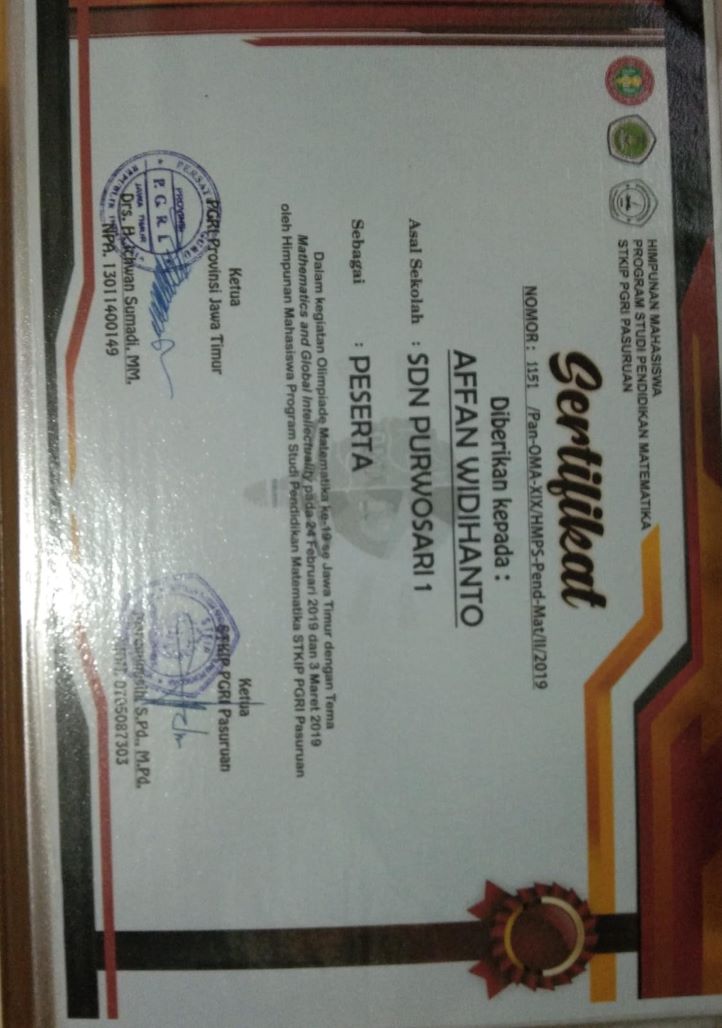 HIMPUNAN MAHASISWA
PROGRAM STUDI PENDIDIKAN MATEMATIKA
STKIP PGRI PASURUAN
Sertifikat
NOMOR : 1151 /Pan-OMA-XIX/HMPS-Pend-Mat/II/2019
Diberikan kepada :
AFFAN WIDIHANTO
Asal Sekolah : SDN PURWOSARI 1
Sebagai : PESERTA
Dalam kegiatan Olimpiade Matematika ke-19 se Jawa Timur dengan Tema
Mathematics and Global Intellectuality pada 24 Februari 2019 dan 3 Maret 2019
oleh Himpunan Mahasiswa Program Studi Pendidikan Matematika STKIP PGRI Pasuruan
Ketua
PGRI Provinsi Jawa Timur
PROVINSI
P. G. R. I.
JAWA TIMUR
Drs. H. Ichwan Sumadi, MM.
NPA. 13011400149
Ketua
STKIP PGRI Pasuruan
STKIP
S.Pd., M.Pd.
0705087303